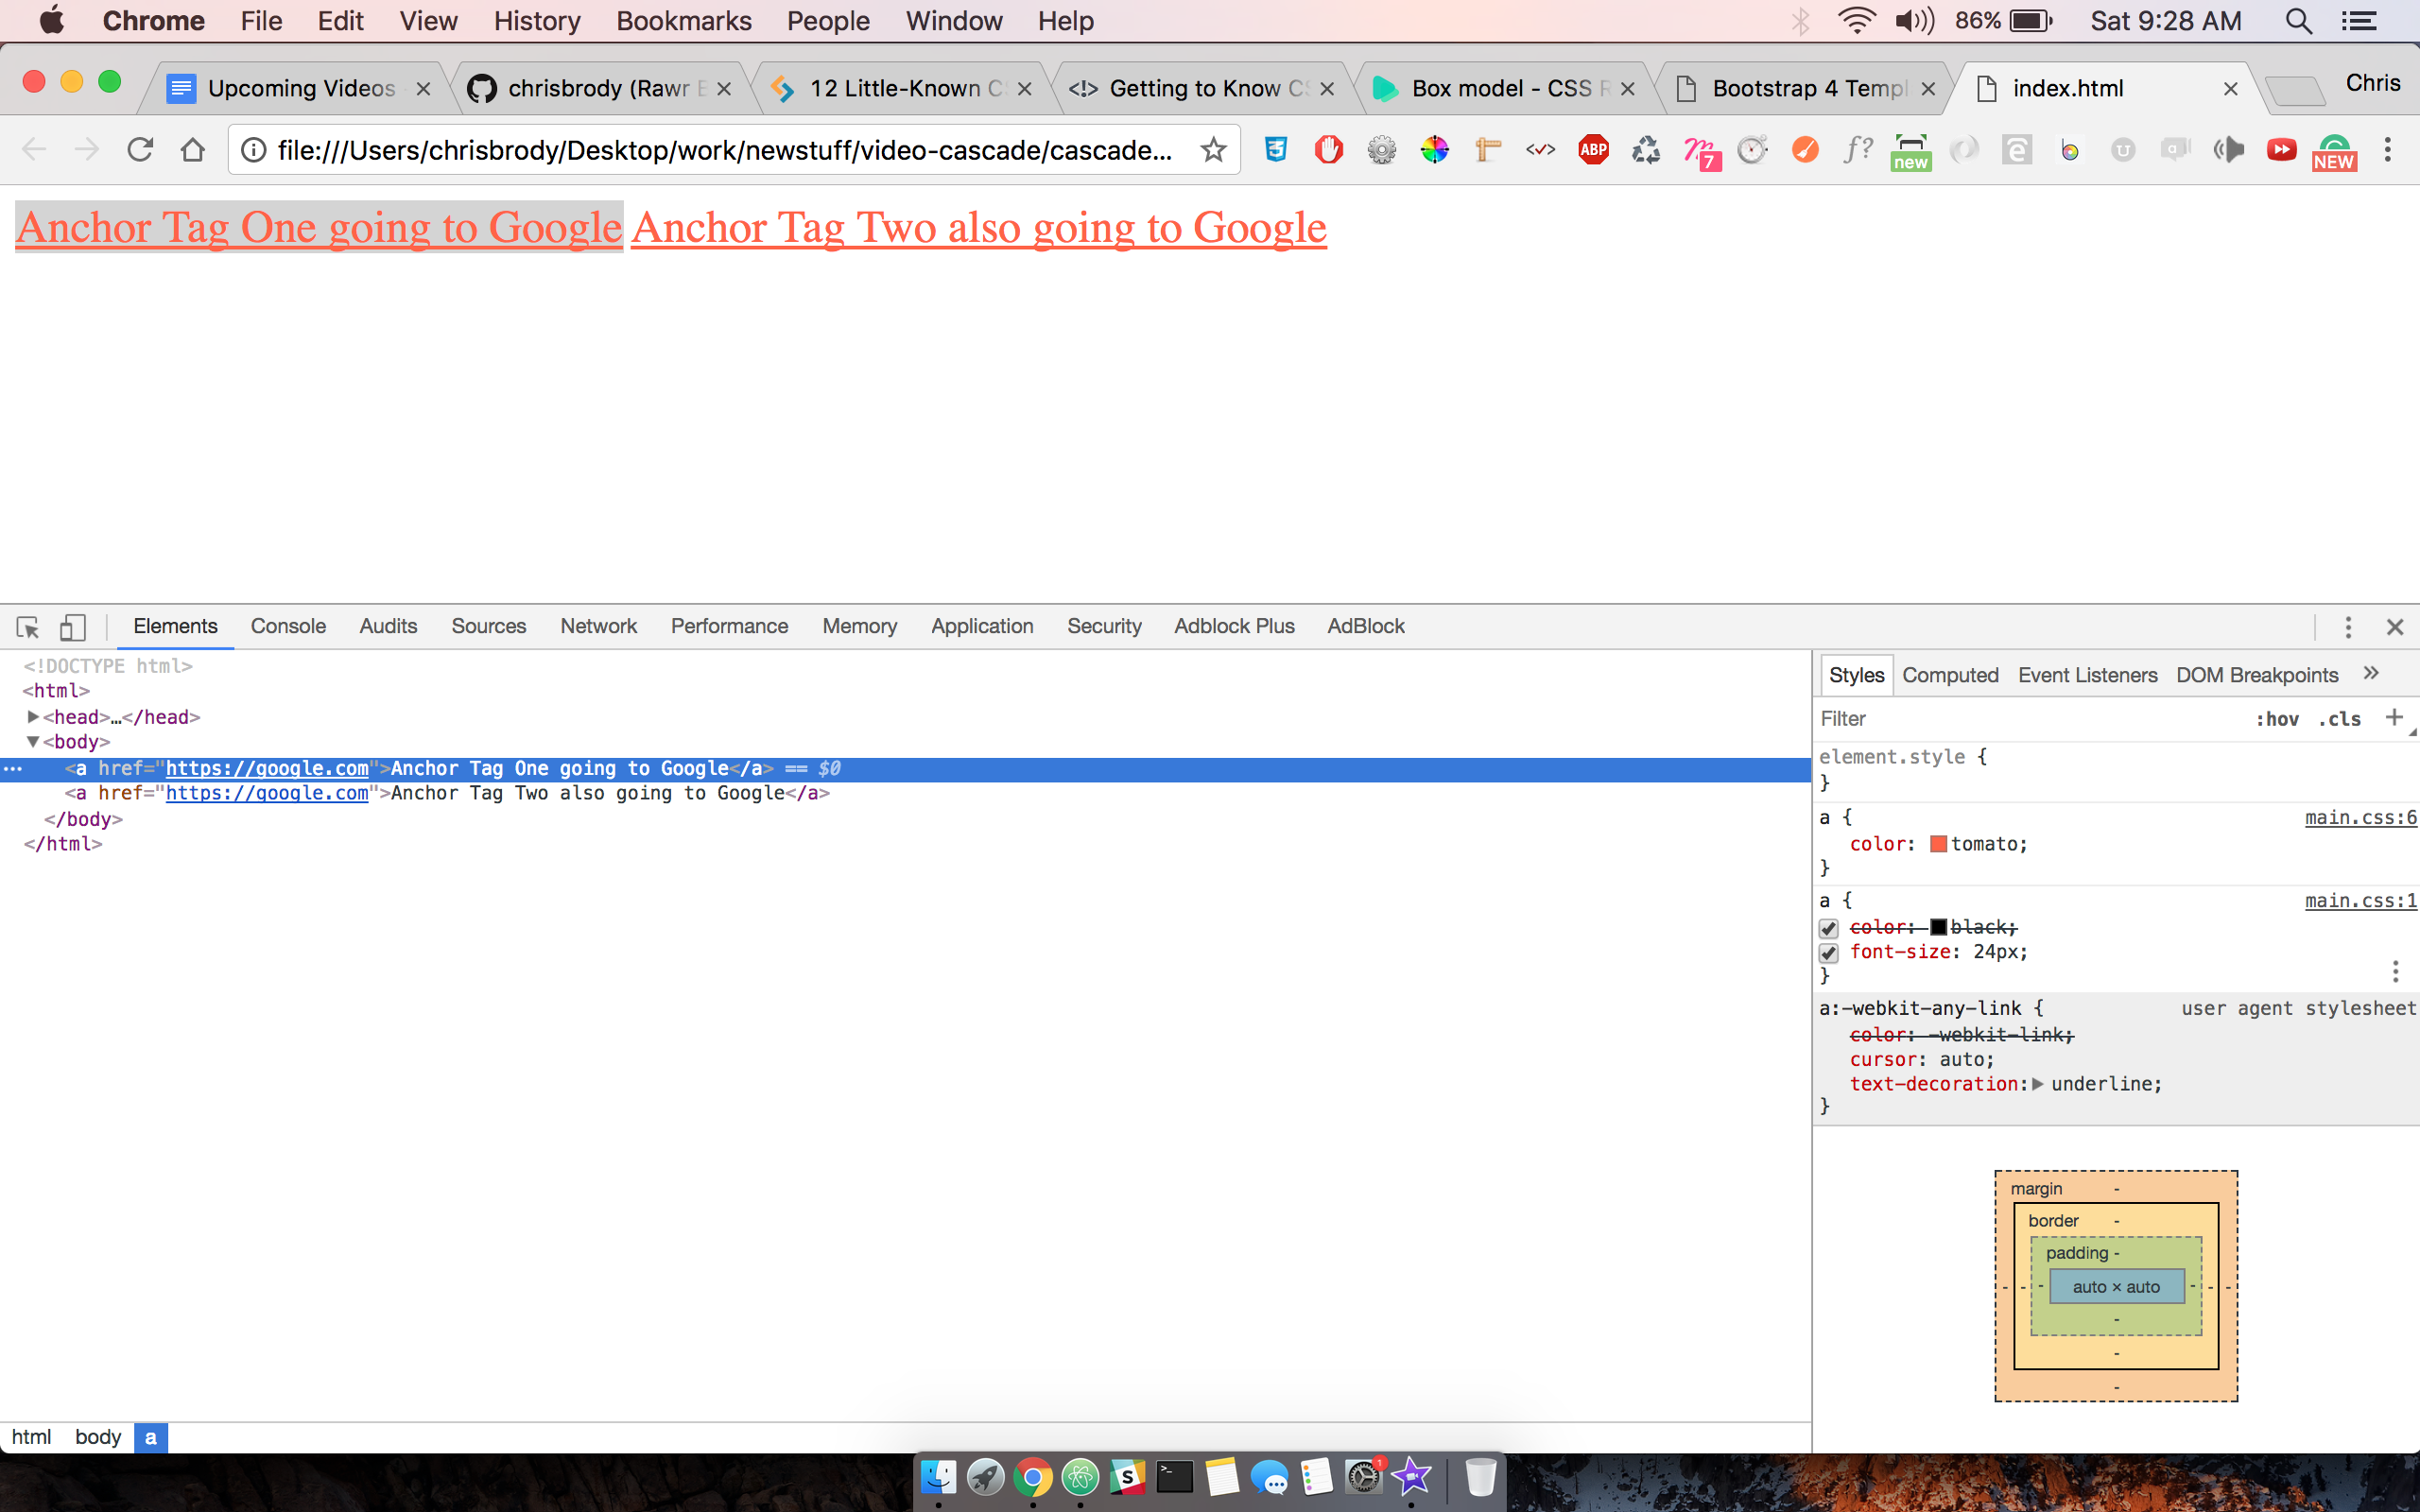 Chrome File Edit View History Bookmarks People Window Help 86% Sat 9:28 AM
Upcoming Videos chrisbrody (Rawr 12 Little-Known Getting to Know Box model - CSS Bootstrap 4 Templ index.html Chris
file:///Users/chrisbrody/Desktop/work/newstuff/video-cascade/cascade... ABP 7 f? new NEW
Anchor Tag One going to Google Anchor Tag Two also going to Google
Elements Console Audits Sources Network Performance Memory Application Security Adblock Plus AdBlock
<!DOCTYPE html>
<html>
<head>…</head>
<body>
<a href="https://google.com">Anchor Tag One going to Google</a> == $0
<a href="https://google.com">Anchor Tag Two also going to Google</a>
</body>
</html>
Styles Computed Event Listeners DOM Breakpoints »
Filter :hov .cls +
element.style {
}
a { main.css:6
color: tomato;
}
a { main.css:1
color: black;
font-size: 24px;
}
a:-webkit-any-link { user agent stylesheet
color: -webkit-link;
cursor: auto;
text-decoration: underline;
}
margin -
border -
padding -
- - - auto × auto - - -
-
-
-
html body a
S >_ 1